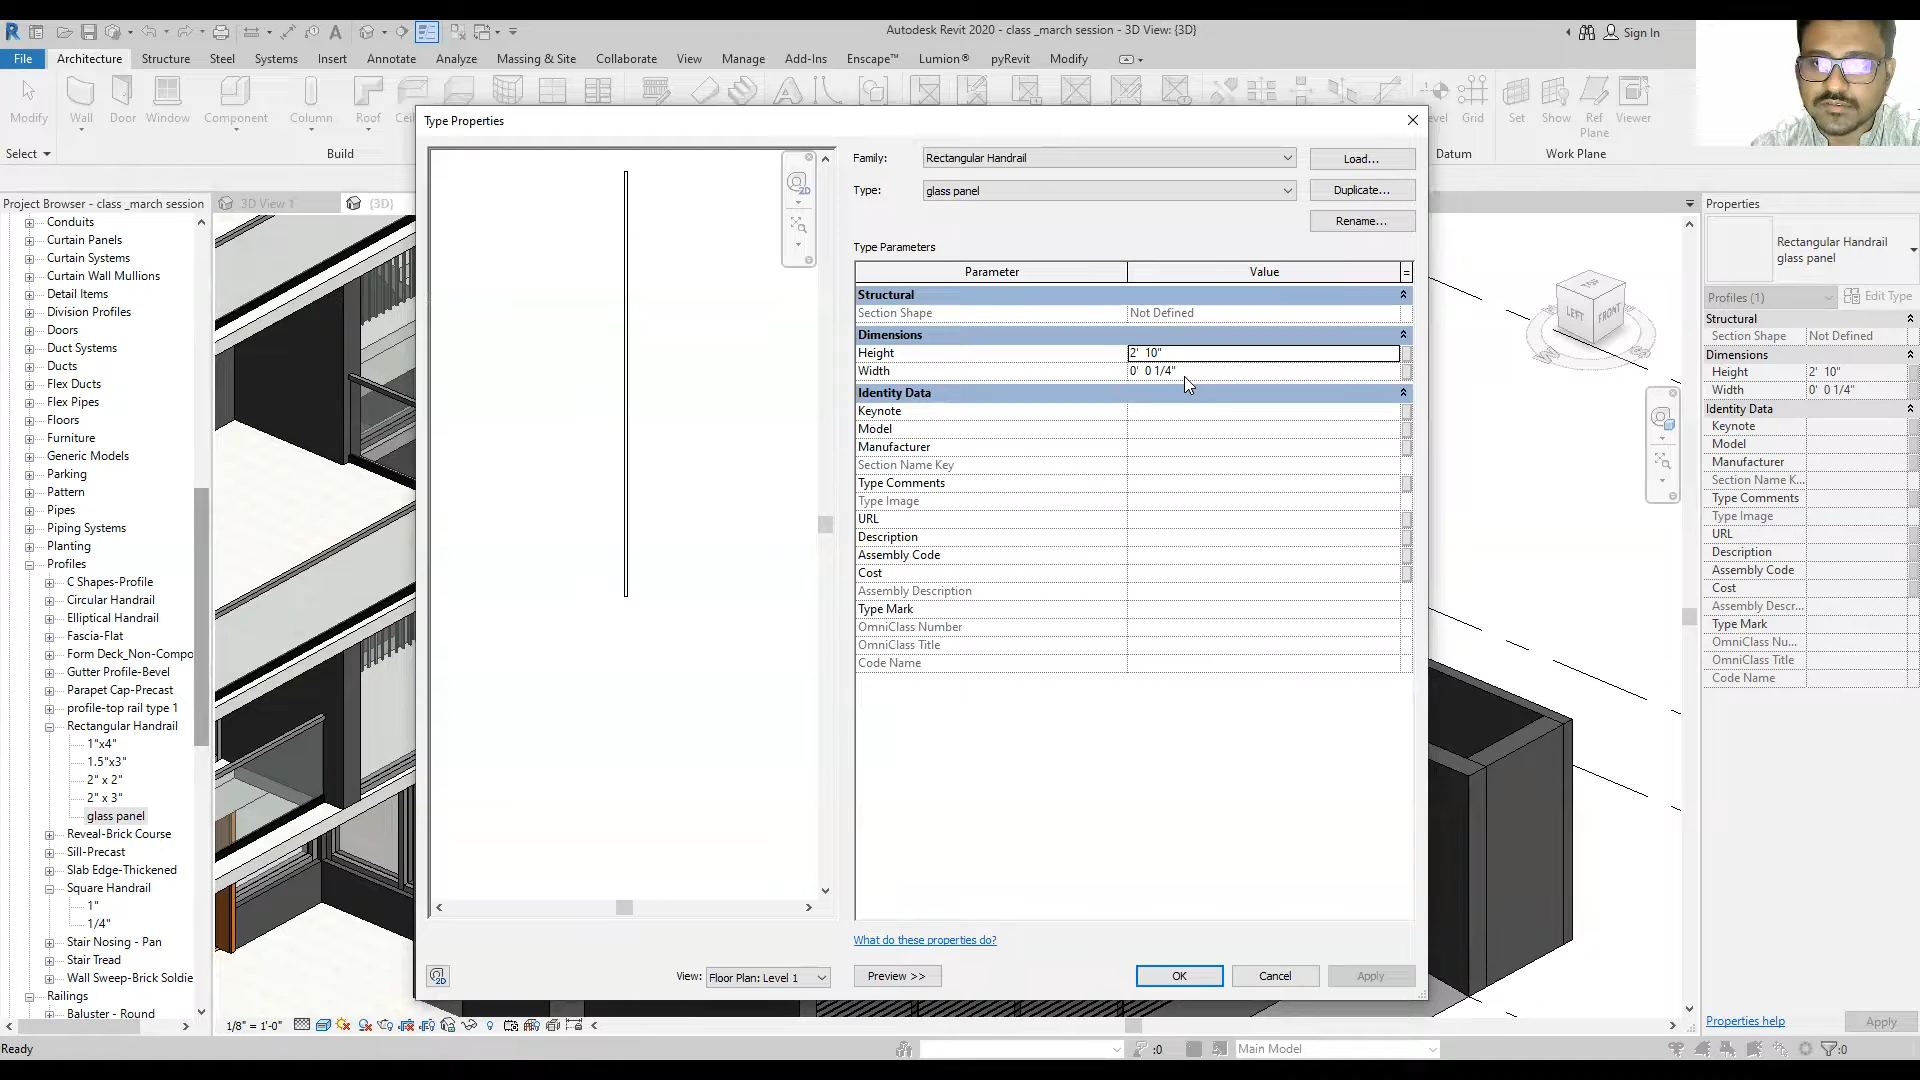 Autodesk Revit 2020 - class _march session - 3D View: {3D}
Sign In
File Architecture Structure Steel Systems Insert Annotate Analyze Massing & Site Collaborate View Manage Add-Ins Enscape™ Lumion® pyRevit Modify
Modify Wall Door Window Component Column Roof Grid Set Show Ref Plane Viewer
Select Build Datum Work Plane
Project Browser - class _march session
3D View 1
{3D}
Conduits
Curtain Panels
Curtain Systems
Curtain Wall Mullions
Detail Items
Division Profiles
Doors
Duct Systems
Ducts
Flex Ducts
Flex Pipes
Floors
Furniture
Generic Models
Parking
Pattern
Pipes
Piping Systems
Planting
Profiles
C Shapes-Profile
Circular Handrail
Elliptical Handrail
Fascia-Flat
Form Deck_Non-Compo
Gutter Profile-Bevel
Parapet Cap-Precast
profile-top rail type 1
Rectangular Handrail
1"x4"
1.5"x3"
2" x 2"
2" x 3"
glass panel
Reveal-Brick Course
Sill-Precast
Slab Edge-Thickened
Square Handrail
1"
1/4"
Stair Nosing - Pan
Stair Tread
Wall Sweep-Brick Soldie
Railings
Baluster - Round
Type Properties
Family: Rectangular Handrail Load...
Type: glass panel Duplicate...
Rename...
Type Parameters
Parameter Value =
Structural
Section Shape Not Defined
Dimensions
Height 2' 10"
Width 0' 0 1/4"
Identity Data
Keynote
Model
Manufacturer
Section Name Key
Type Comments
Type Image
URL
Description
Assembly Code
Cost
Assembly Description
Type Mark
OmniClass Number
OmniClass Title
Code Name
What do these properties do?
View: Floor Plan: Level 1 Preview >> OK Cancel Apply
2D
2D
TOP
LEFT
FRONT
Properties
Rectangular Handrail
glass panel
Profiles (1) Edit Type
Structural
Section Shape Not Defined
Dimensions
Height 2' 10"
Width 0' 0 1/4"
Identity Data
Keynote
Model
Manufacturer
Section Name K...
Type Comments
Type Image
URL
Description
Assembly Code
Cost
Assembly Descr...
Type Mark
OmniClass Nu...
OmniClass Title
Code Name
Properties help Apply
1/8" = 1'-0"
Ready
:0
Main Model
:0